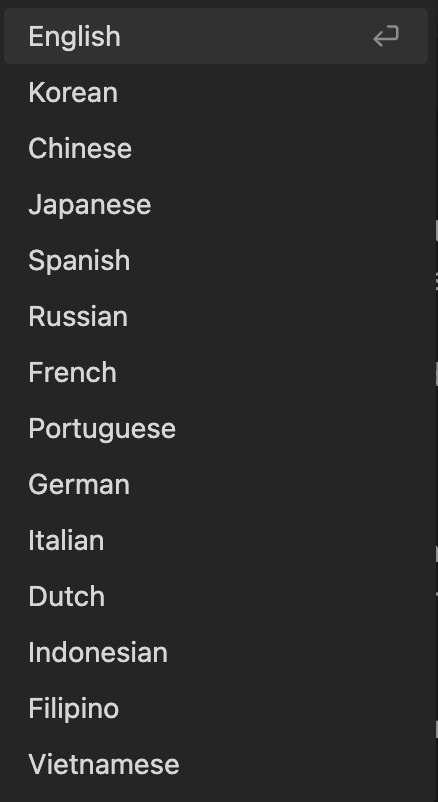 English
Korean
Chinese
Japanese
Spanish
Russian
French
Portuguese
German
Italian
Dutch
Indonesian
Filipino
Vietnamese